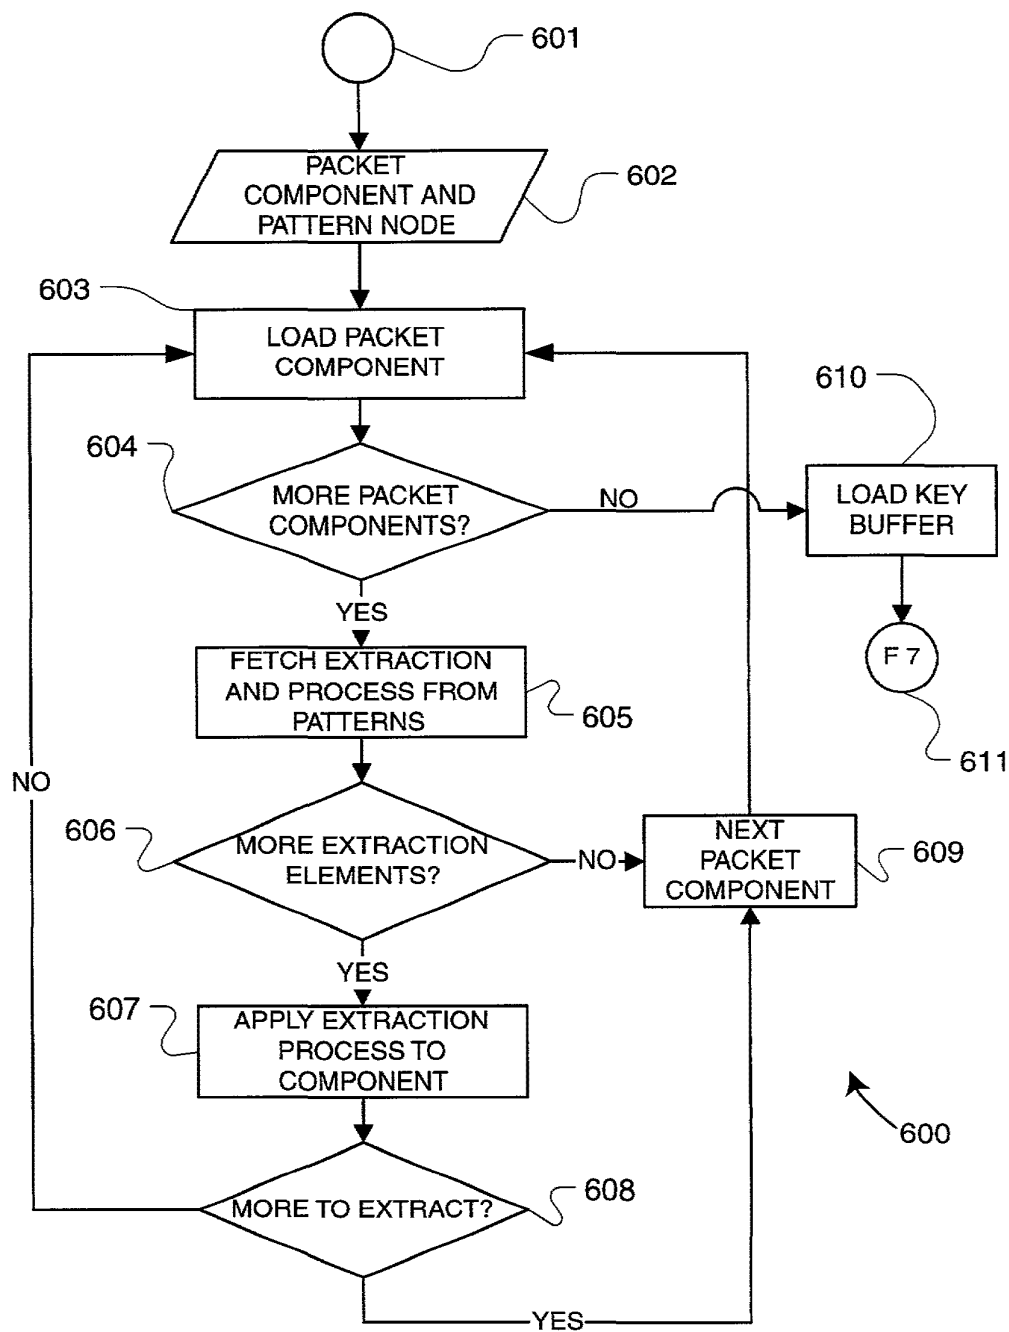 601
PACKET
COMPONENT AND
PATTERN NODE
602
603
LOAD PACKET
COMPONENT
604
MORE PACKET
COMPONENTS?
NO
610
LOAD KEY
BUFFER
YES
F 7
611
FETCH EXTRACTION
AND PROCESS FROM
PATTERNS
605
NO
606
MORE EXTRACTION
ELEMENTS?
NO
NEXT
PACKET
COMPONENT
609
YES
607
APPLY EXTRACTION
PROCESS TO
COMPONENT
600
MORE TO EXTRACT?
608
YES